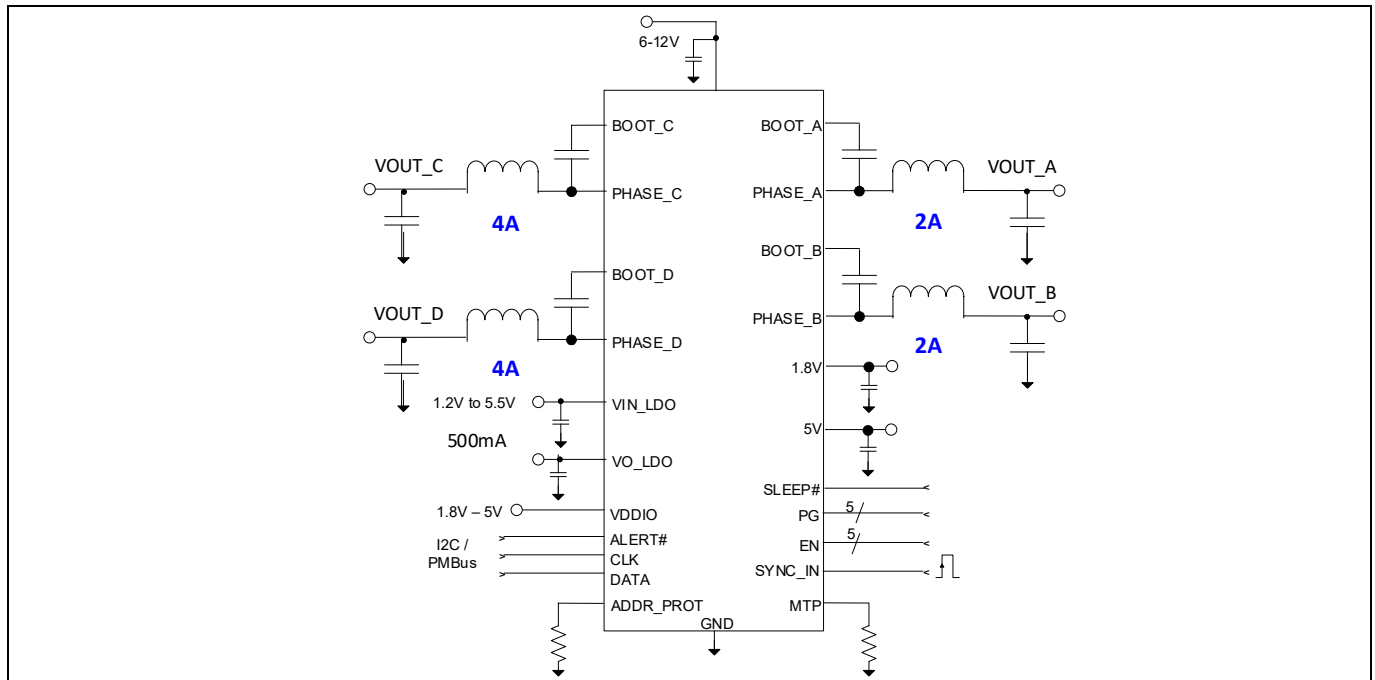 6-12V
BOOT_C
BOOT_A
VOUT_C
VOUT_A
PHASE_C
PHASE_A
4A
2A
BOOT_B
BOOT_D
VOUT_D
VOUT_B
PHASE_B
PHASE_D
4A
2A
1.8V
1.2V to 5.5V
VIN_LDO
5V
500mA
VO_LDO
SLEEP#
1.8V – 5V
VDDIO
PG
5
ALERT#
EN
5
I2C /
PMBus
CLK
DATA
SYNC_IN
ADDR_PROT
MTP
GND